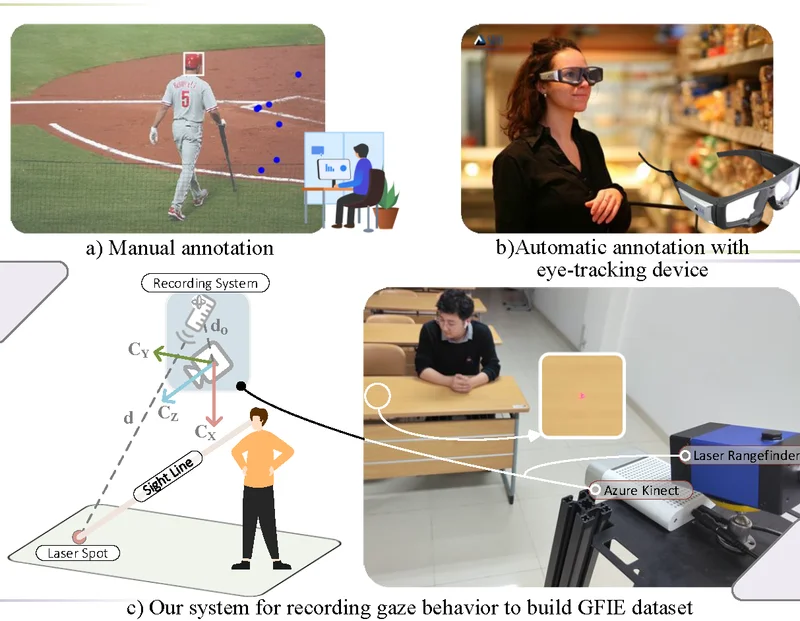 5
a) Manual annotation
b)Automatic annotation with
eye-tracking device
Recording System
d₀
C_Y
C_Z
d
C_X
Sight Line
Laser Spot
Laser Rangefinder
Azure Kinect
c) Our system for recording gaze behavior to build GFIE dataset